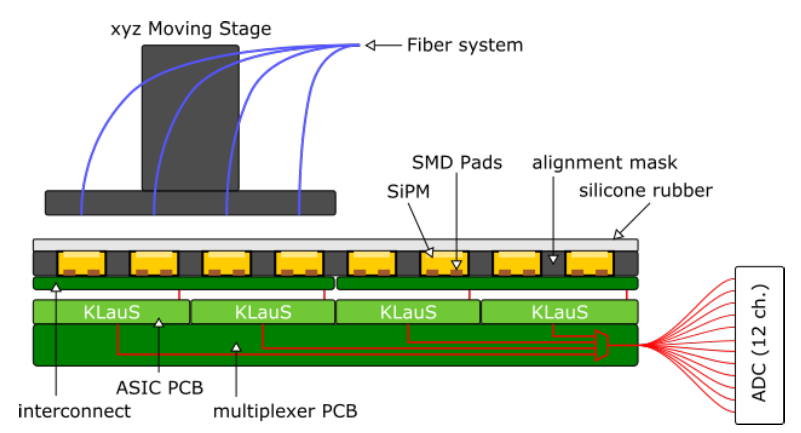 xyz Moving Stage
Fiber system
SMD Pads
alignment mask
SiPM
silicone rubber
KLauS
KLauS
KLauS
KLauS
ADC (12 ch.)
ASIC PCB
interconnect
multiplexer PCB